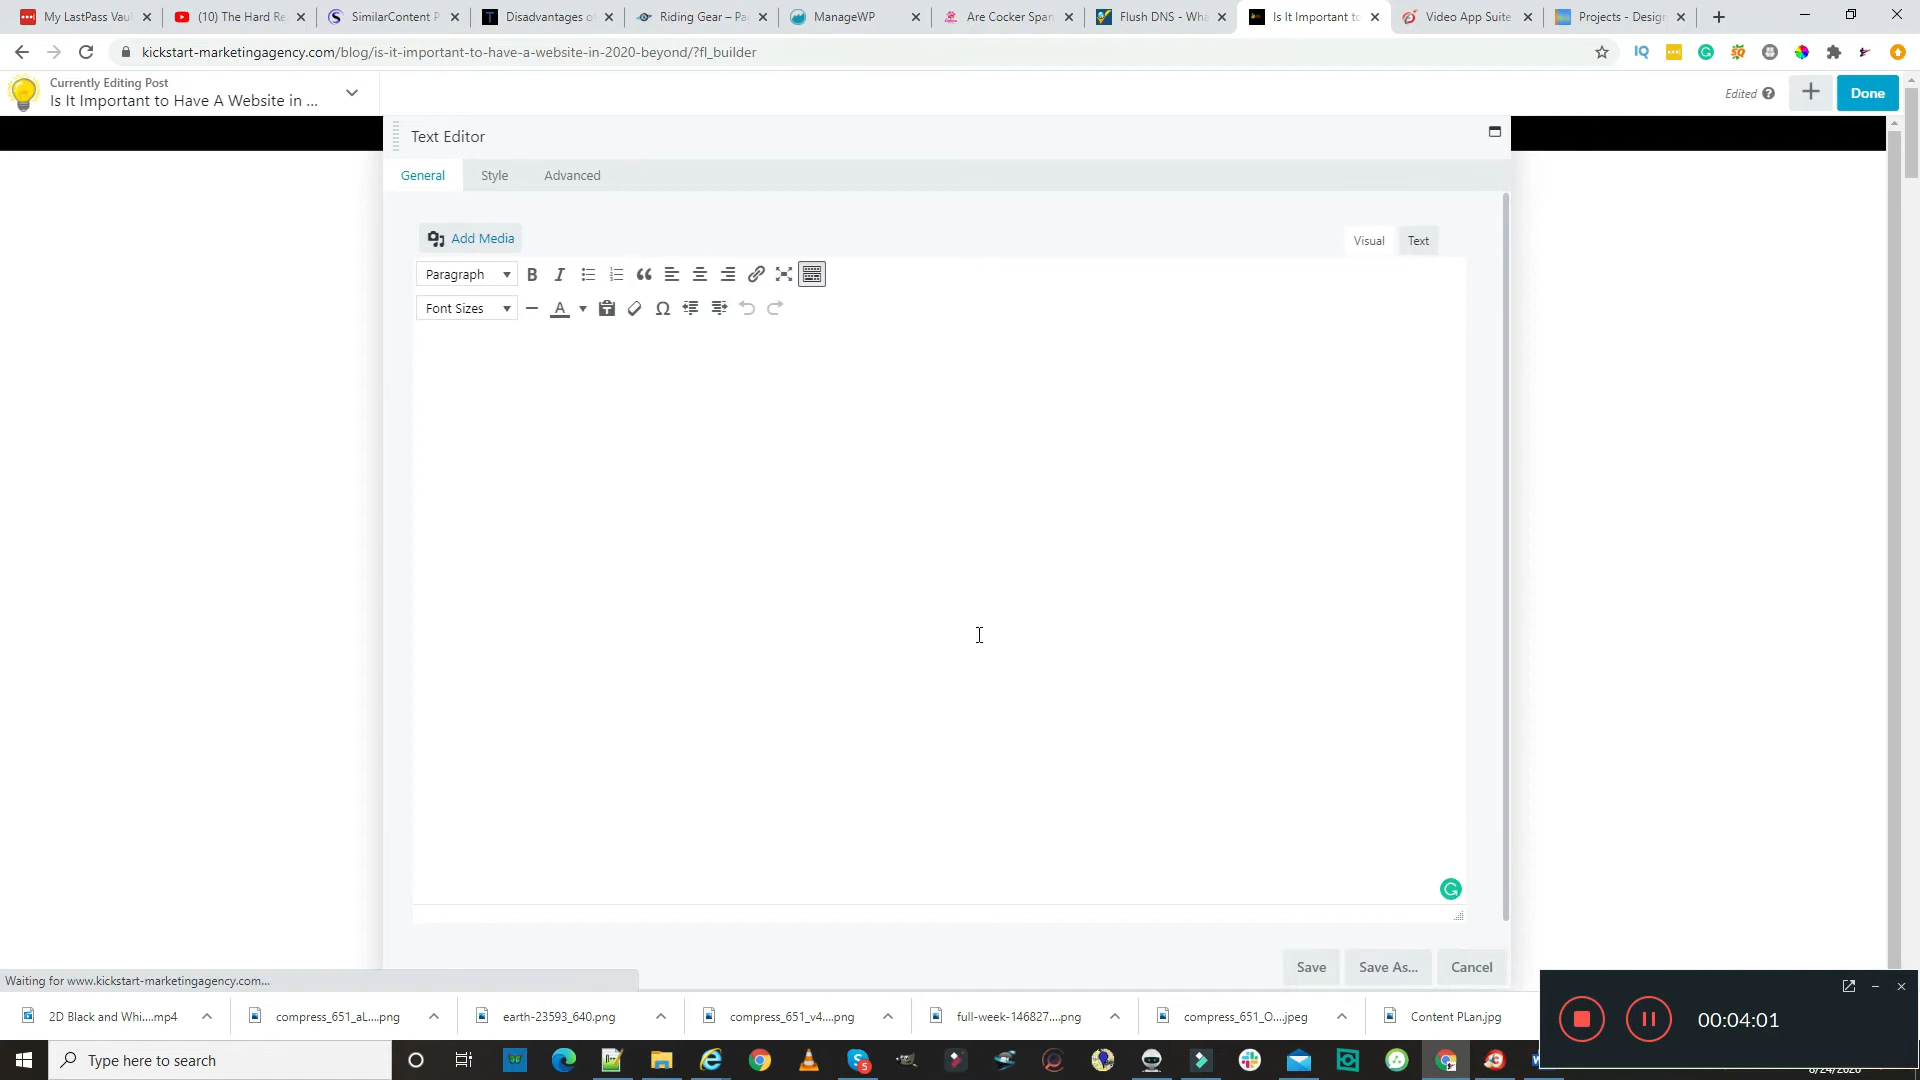 My LastPass Vau
(10) The Hard Re
SimilarContent P
Disadvantages o
Riding Gear – Pa
ManageWP
Are Cocker Span
Flush DNS - Wha
Is It Important to
Video App Suite
Projects - Design
kickstart-marketingagency.com/blog/is-it-important-to-have-a-website-in-2020-beyond/?fl_builder
Currently Editing Post
Is It Important to Have A Website in ...
Edited
Done
Text Editor
General
Style
Advanced
Add Media
Visual
Text
Paragraph
Font Sizes
Save
Save As...
Cancel
Waiting for www.kickstart-marketingagency.com...
2D Black and Whi....mp4
compress_651_aL....png
earth-23593_640.png
compress_651_v4....png
full-week-146827....png
compress_651_O....jpeg
Content PLan.jpg
00:04:01
Type here to search
8/24/2020